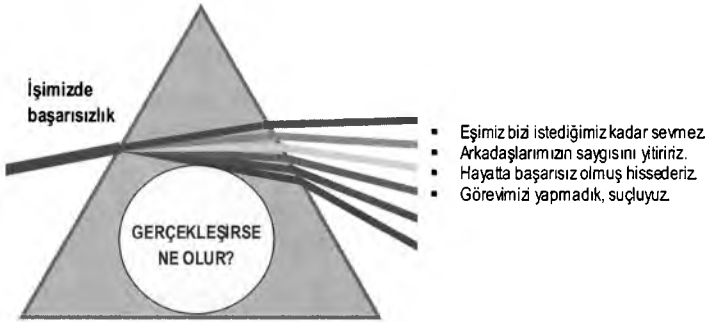 İşimizde
başarısızlık
GERÇEKLEŞİRSE
NE OLUR?
▪ Eşimiz bizi istediğimiz kadar sevmez.
▪ Arkadaşlarımızın saygısını yitiririz.
▪ Hayatta başarısız olmuş hissederiz.
▪ Görevimizi yapmadık, suçluyuz.